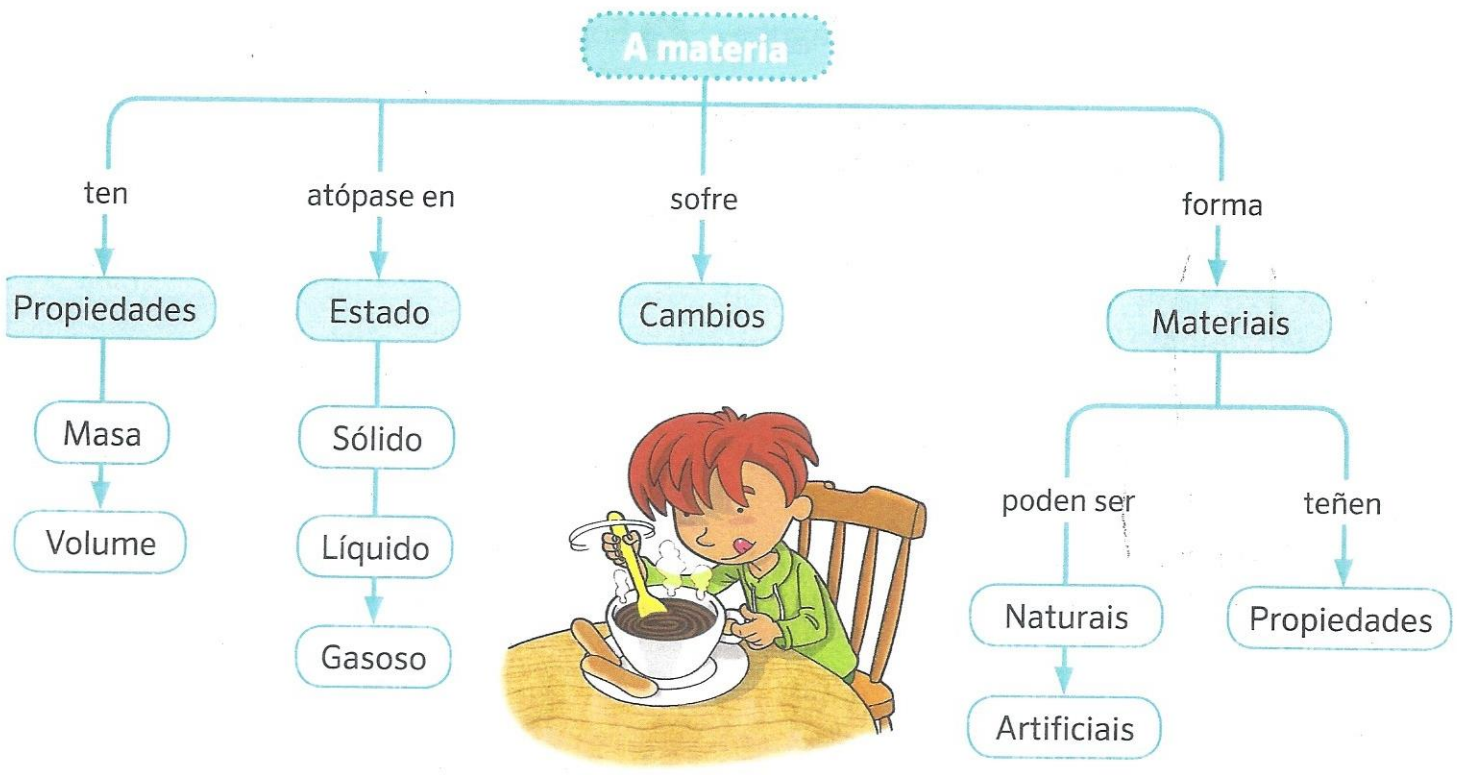 A materia
ten
atópase en
sofre
forma
Propiedades
Estado
Cambios
Materiais
Masa
Sólido
Volume
Líquido
Gasoso
poden ser
teñen
Naturais
Propiedades
Artificiais